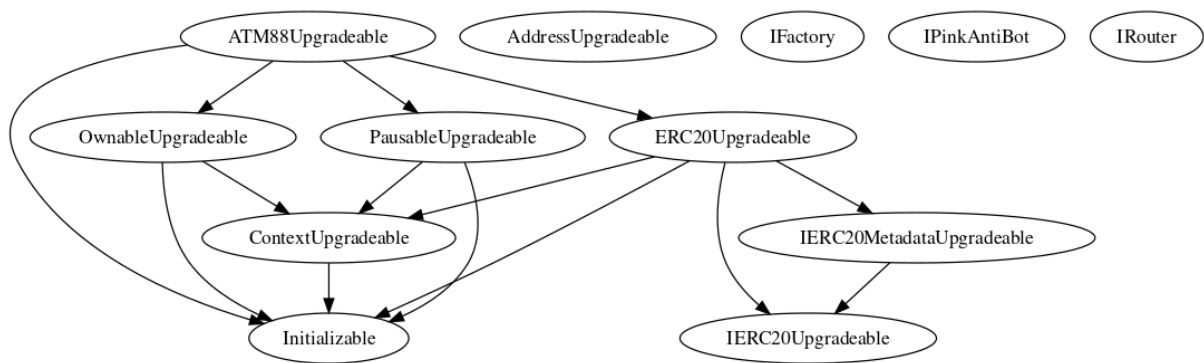 ATM88Upgradeable
AddressUpgradeable
IFactory
IPinkAntiBot
IRouter
OwnableUpgradeable
PausableUpgradeable
ERC20Upgradeable
ContextUpgradeable
IERC20MetadataUpgradeable
Initializable
IERC20Upgradeable